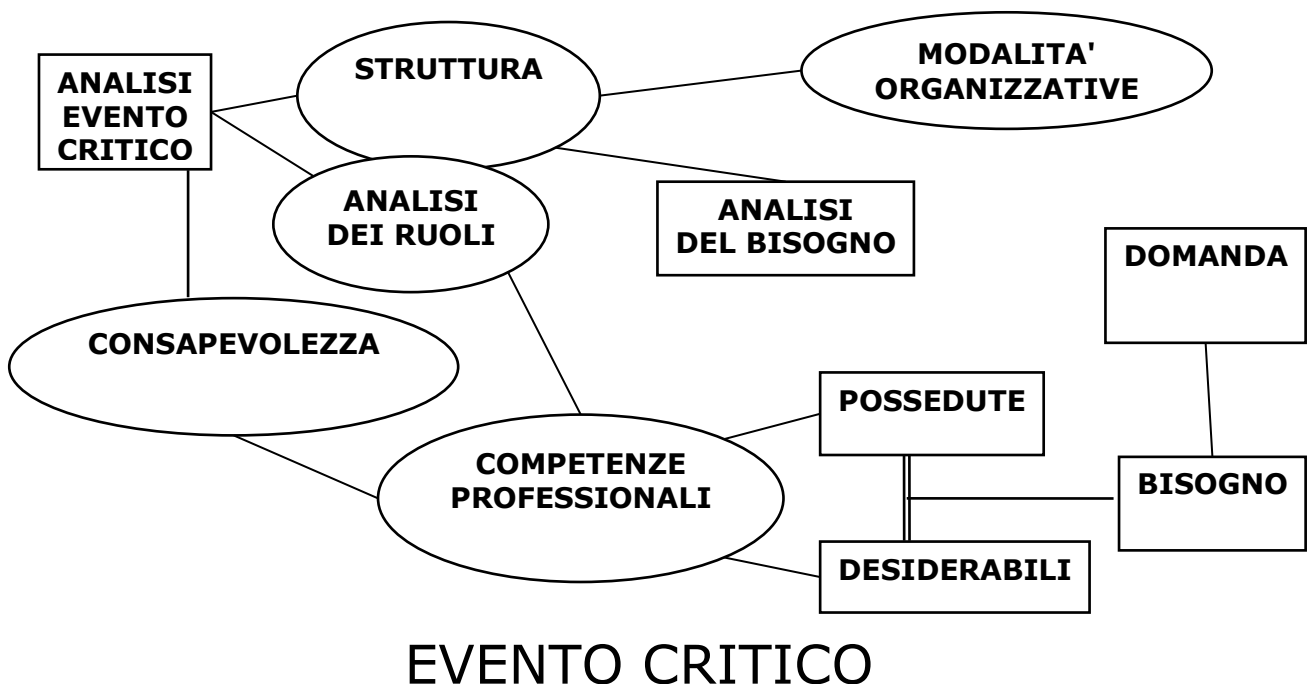 ANALISI
EVENTO
CRITICO
STRUTTURA
MODALITA'
ORGANIZZATIVE
ANALISI
DEI RUOLI
ANALISI
DEL BISOGNO
DOMANDA
CONSAPEVOLEZZA
POSSEDUTE
COMPETENZE
PROFESSIONALI
BISOGNO
DESIDERABILI
EVENTO CRITICO